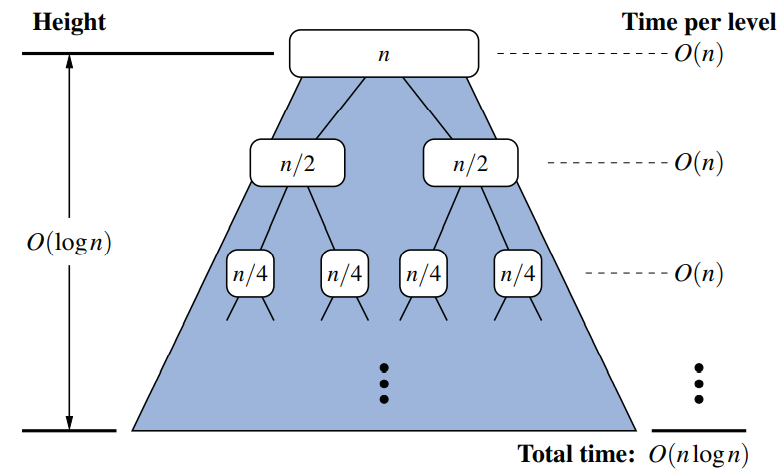 Height Time per level
n O(n)
n/2 n/2 O(n)
O(log n)
n/4 n/4 n/4 n/4 O(n)
Total time: O(n log n)